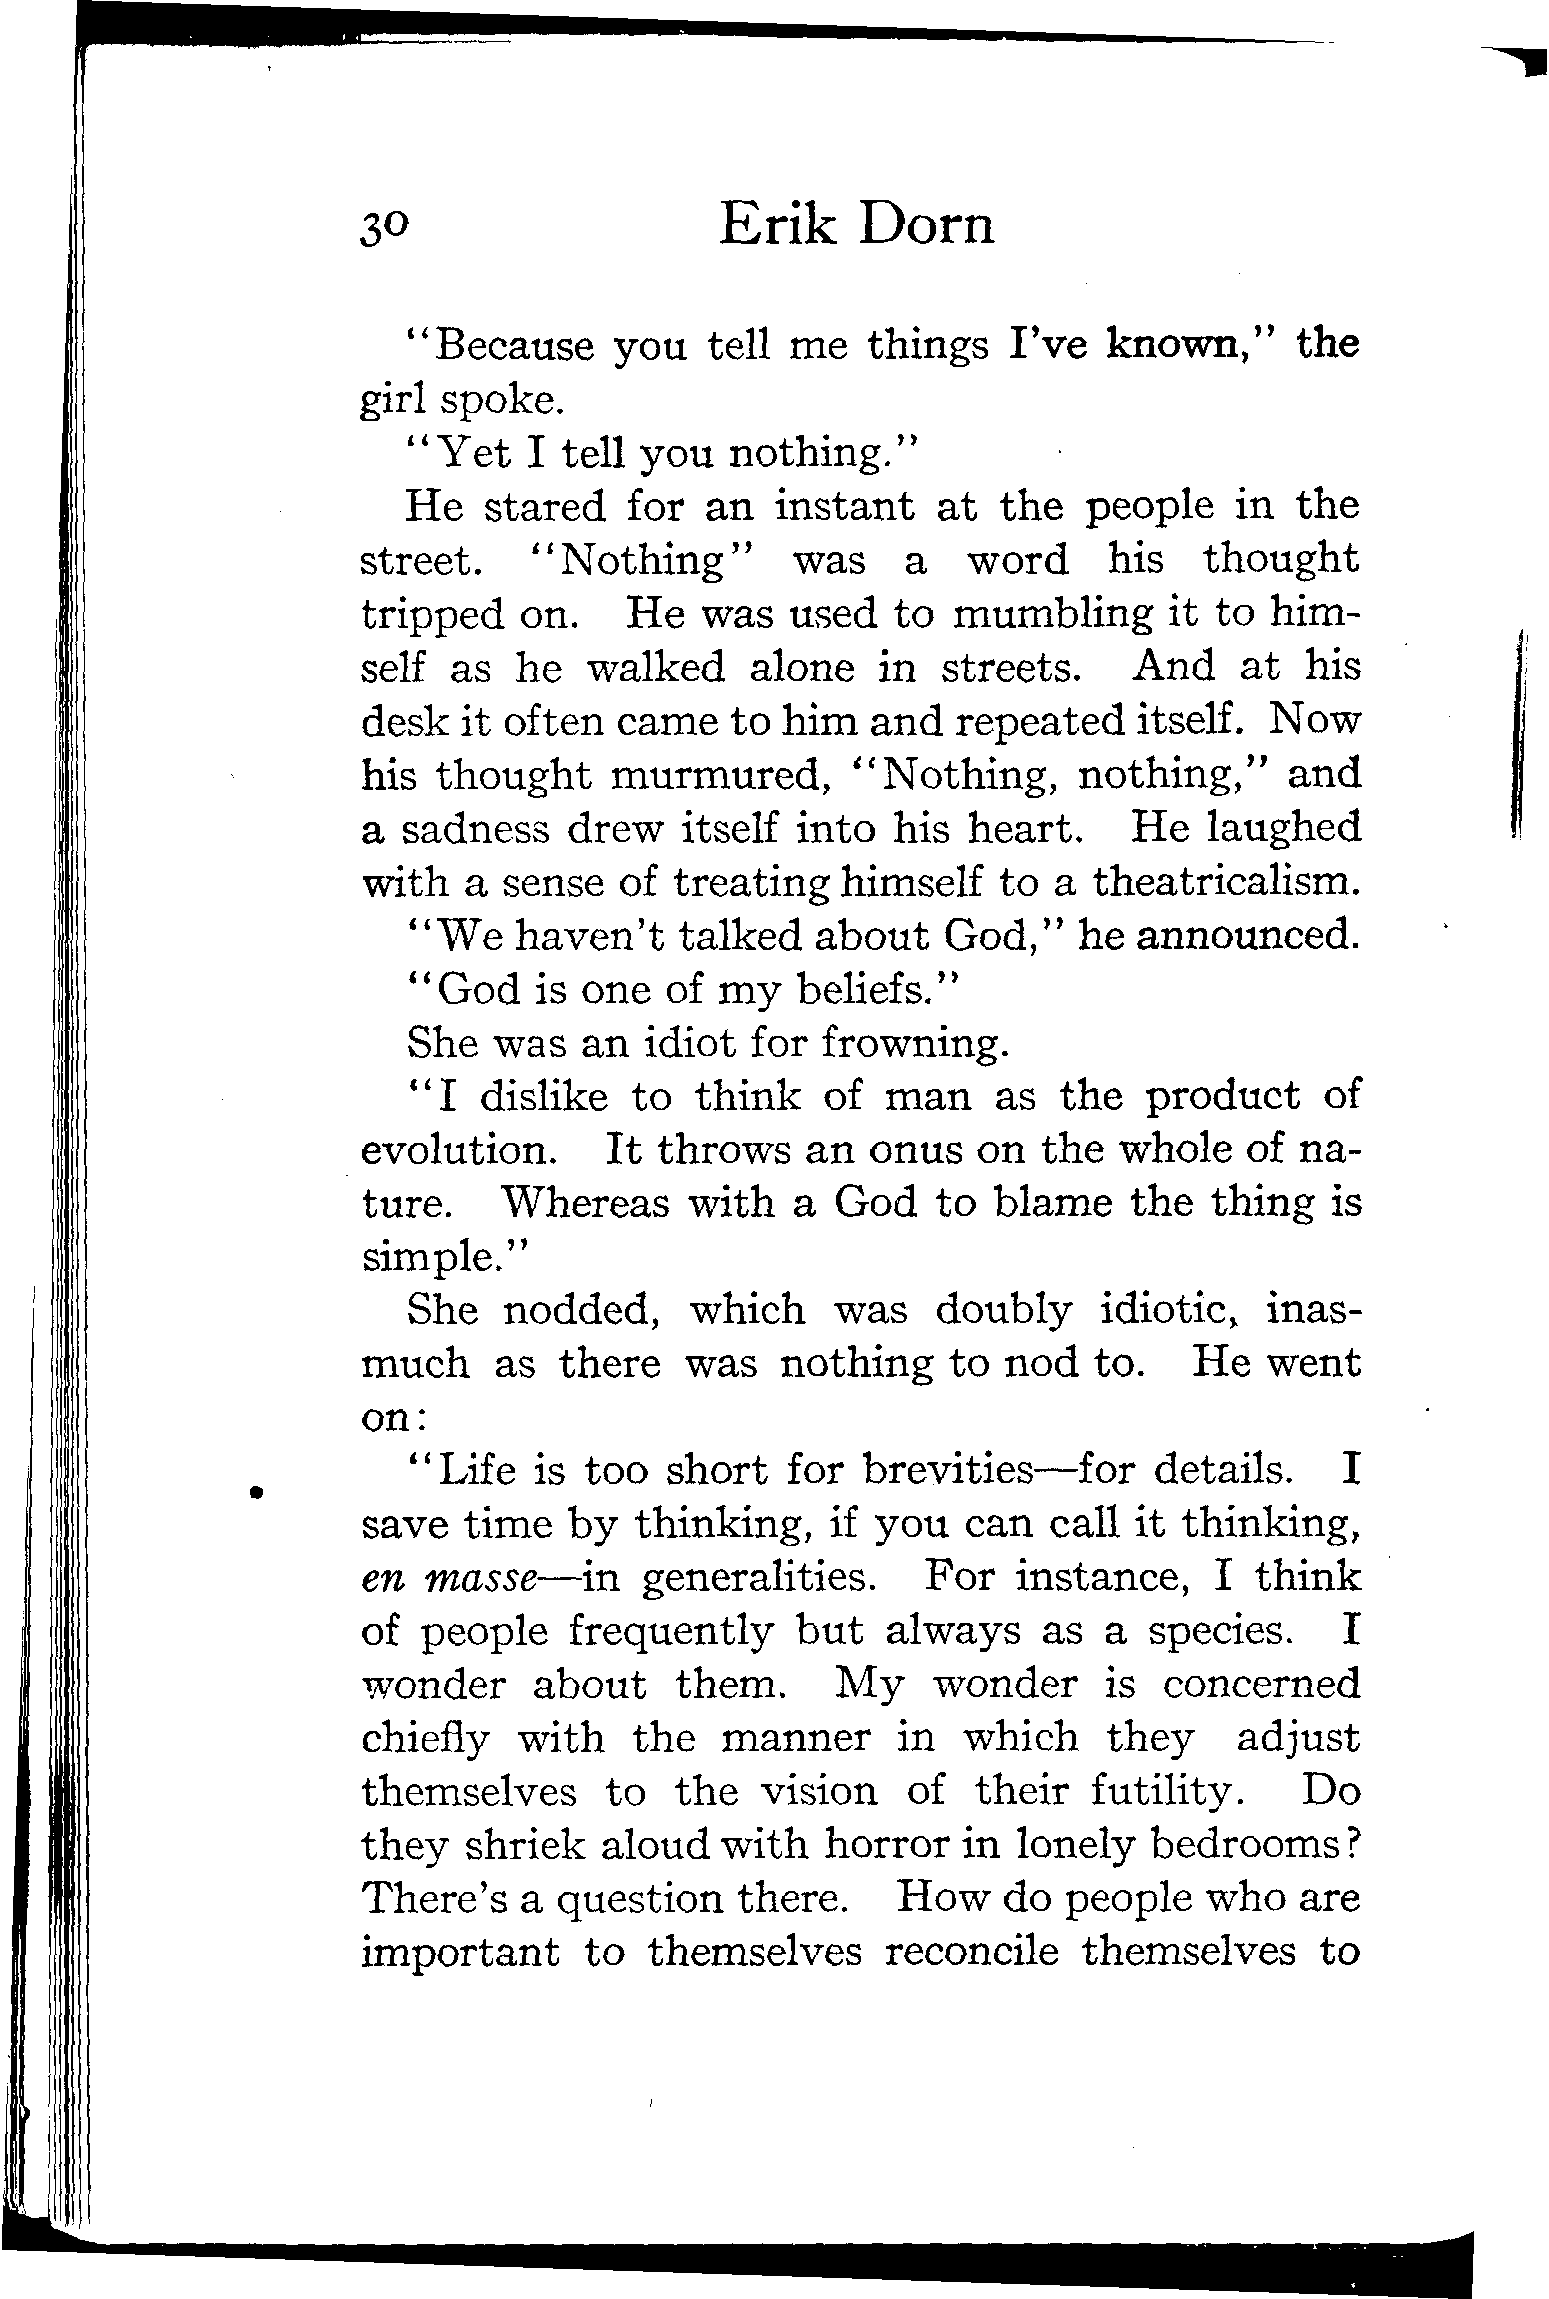 30 Erik Dorn
“Because you tell me things I've known,” the
girl spoke.
“Yet I tell you nothing.”
He stared for an instant at the people in the
street. “Nothing” was a word his thought
tripped on. He was used to mumbling it to him-
self as he walked alone in streets. And at his
desk it often came to him and repeated itself. Now
his thought murmured, “Nothing, nothing,” and
a sadness drew itself into his heart. He laughed
with a sense of treating himself to a theatricalism.
“We haven't talked about God,” he announced.
“God is one of my beliefs.”
She was an idiot for frowning.
“I dislike to think of man as the product of
evolution. It throws an onus on the whole of na-
ture. Whereas with a God to blame the thing is
simple.”
She nodded, which was doubly idiotic, inas-
much as there was nothing to nod to. He went
on:
“Life is too short for brevities—for details. I
save time by thinking, if you can call it thinking,
en masse—in generalities. For instance, I think
of people frequently but always as a species. I
wonder about them. My wonder is concerned
chiefly with the manner in which they adjust
themselves to the vision of their futility. Do
they shriek aloud with horror in lonely bedrooms?
There's a question there. How do people who are
important to themselves reconcile themselves to